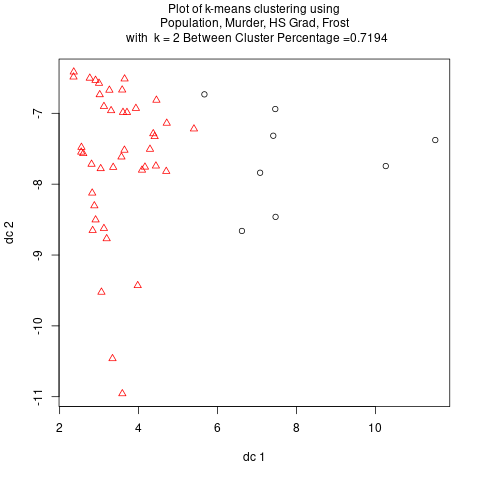 Plot of k-means clustering using
Population, Murder, HS Grad, Frost
with  k = 2 Between Cluster Percentage =0.7194
-7
-8
-9
-10
-11
dc 2
2
4
6
8
10
dc 1